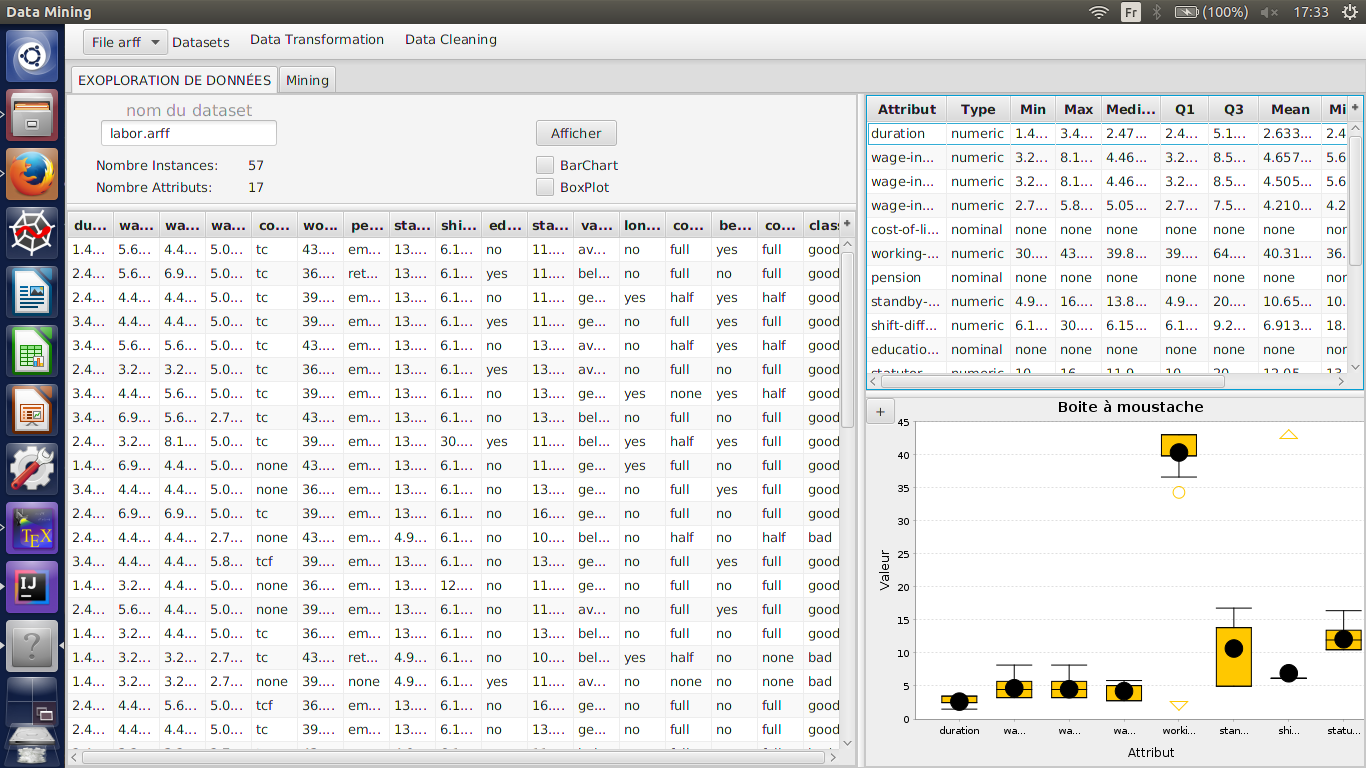 Data Mining
Fr (100%) 17:33
File arff Datasets Data Transformation Data Cleaning
EXOPLORATION DE DONNÉES Mining
nom du dataset
labor.arff
Afficher
Nombre Instances: 57
BarChart
Nombre Attributs: 17
BoxPlot
du... wa... wa... wa... co... wo... pe... sta... shi... ed... sta... va... lon... co... be... co... clas +
1.4... 5.6... 4.4... 5.0... tc 43.... em... 13.... 6.1... no 11.... av... no full yes full good
2.4... 5.6... 6.9... 5.0... tc 36.... ret... 13.... 6.1... yes 11.... bel... no full no full good
2.4... 4.4... 4.4... 5.0... tc 39.... em... 13.... 6.1... no 11.... ge... yes half yes half good
3.4... 4.4... 4.4... 5.0... tc 39.... em... 13.... 6.1... yes 11.... ge... no full yes full good
3.4... 5.6... 5.6... 5.0... tc 43.... em... 13.... 6.1... no 13.... av... no half yes half good
2.4... 3.2... 3.2... 5.0... tc 36.... em... 13.... 6.1... yes 13.... av... no full no full good
3.4... 4.4... 5.6... 5.0... tc 39.... em... 13.... 6.1... no 13.... ge... yes none yes half good
3.4... 6.9... 5.6... 2.7... tc 43.... em... 13.... 6.1... no 13.... bel... no full no full good
2.4... 3.2... 8.1... 5.0... tc 39.... em... 13.... 30.... yes 11.... bel... yes half yes full good
1.4... 6.9... 4.4... 5.0... none 43.... em... 13.... 6.1... no 11.... ge... yes full no full good
3.4... 4.4... 4.4... 5.0... none 36.... em... 13.... 6.1... no 13.... ge... no full yes full good
2.4... 6.9... 6.9... 5.0... tc 39.... em... 13.... 6.1... no 16.... ge... no full no full good
2.4... 4.4... 4.4... 2.7... none 43.... em... 4.9... 6.1... no 10.... bel... no half no half bad
3.4... 4.4... 4.4... 5.8... tcf 39.... em... 13.... 6.1... no 13.... ge... no full yes full good
1.4... 3.2... 4.4... 5.0... none 36.... em... 13.... 12.... no 11.... ge... no full no full good
2.4... 5.6... 4.4... 5.0... none 39.... em... 13.... 6.1... no 11.... av... no full yes full good
1.4... 3.2... 4.4... 5.0... tc 36.... em... 13.... 6.1... no 13.... bel... no full no full good
1.4... 3.2... 3.2... 2.7... tc 43.... ret... 4.9... 6.1... no 10.... bel... yes half no none bad
1.4... 3.2... 3.2... 2.7... none 39.... none 4.9... 6.1... yes 11.... av... no none no none bad
2.4... 4.4... 5.6... 5.0... tcf 39.... em... 13.... 6.1... no 16.... ge... no full no full good
2.4... 4.4... 4.4... 5.0... tc 39.... em... 13.... 6.1... no 13.... ge... no full no full good
Attribut Type Min Max Medi... Q1 Q3 Mean Mi +
duration numeric 1.4... 3.4... 2.47... 2.4... 5.1... 2.633... 2.4
wage-in... numeric 3.2... 8.1... 4.46... 3.2... 8.5... 4.657... 5.6
wage-in... numeric 3.2... 8.1... 4.46... 3.2... 8.5... 4.505... 5.6
wage-in... numeric 2.7... 5.8... 5.05... 2.7... 7.5... 4.210... 5.0
cost-of-li... nominal none none none none none none nor
working-... numeric 30.... 43.... 39.8... 39.... 64.... 40.31... 36.
pension nominal none none none none none none nor
standby-... numeric 4.9... 16.... 13.8... 4.9... 20.... 10.65... 10.
shift-diff... numeric 6.1... 30.... 6.15... 6.1... 9.2... 6.913... 18.
educatio... nominal none none none none none none nor
+
Boite à moustache
45
40
35
30
25
20
15
10
5
0
Valeur
duration wa... wa... wa... worki... stan... shi... statu...
Attribut